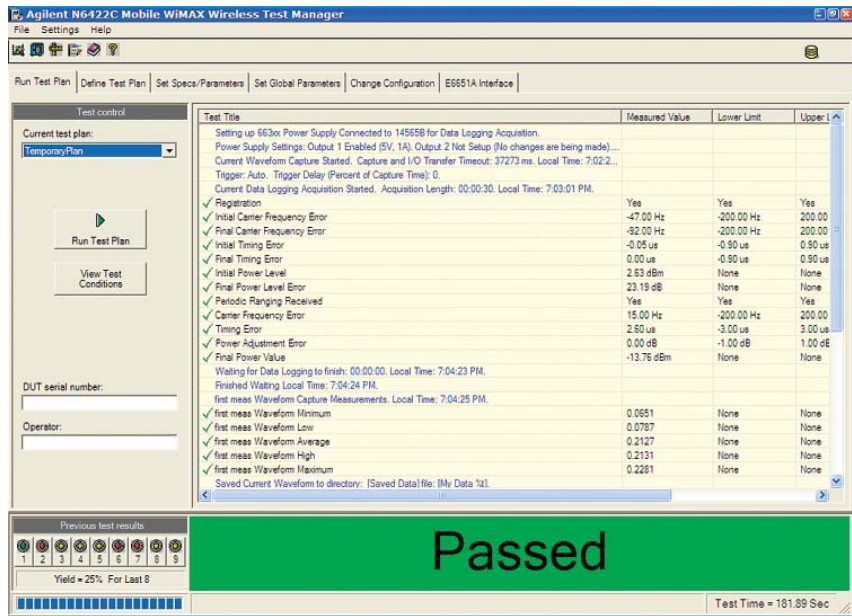 Agilent N6422C Mobile WiMAX Wireless Test Manager
File Settings Help
Run Test Plan Define Test Plan Set Specs/Parameters Set Global Parameters Change Configuration E6651A Interface
Test control
Current test plan:
TemporaryPlan
Run Test Plan
View Test
Conditions
DUT serial number:
Operator:
Test Title Measured Value Lower Limit Upper L
Setting up 663xx Power Supply Connected to 14565B for Data Logging Acquisition.
Power Supply Settings: Output 1 Enabled (5V, 1A). Output 2 Not Setup (No changes are being made)....
Current Waveform Capture Started. Capture and I/O Transfer Timeout: 37273 ms. Local Time: 7:02:2...
Trigger: Auto. Trigger Delay (Percent of Capture Time): 0.
Current Data Logging Acquisition Started. Acquisition Length: 00:00:30. Local Time: 7:03:01 PM.
Registration Yes Yes Yes
Initial Carrier Frequency Error -47.00 Hz -200.00 Hz 200.00
Final Carrier Frequency Error -92.00 Hz -200.00 Hz 200.00
Initial Timing Error -0.05 us -0.90 us 0.90 us
Final Timing Error 0.00 us -0.90 us 0.90 us
Initial Power Level 2.63 dBm None None
Final Power Level Error 23.19 dB None None
Periodic Ranging Received Yes Yes Yes
Carrier Frequency Error 15.00 Hz -200.00 Hz 200.00
Timing Error 2.60 us -3.00 us 3.00 us
Power Adjustment Error 0.00 dB -1.00 dB 1.00 dB
Final Power Value -13.76 dBm None None
Waiting for Data Logging to finish: 00:00:00. Local Time: 7:04:23 PM.
Finished Waiting Local Time: 7:04:24 PM.
first meas Waveform Capture Measurements. Local Time: 7:04:25 PM.
first meas Waveform Minimum 0.0651 None None
first meas Waveform Low 0.0787 None None
first meas Waveform Average 0.2127 None None
first meas Waveform High 0.2131 None None
first meas Waveform Maximum 0.2281 None None
Saved Current Waveform to directory: [Saved Data] file: [My Data %t].
Previous test results
1 2 3 4 5 6 7 8 9
Yield = 25% For Last 8
Passed
Test Time = 181.89 Sec